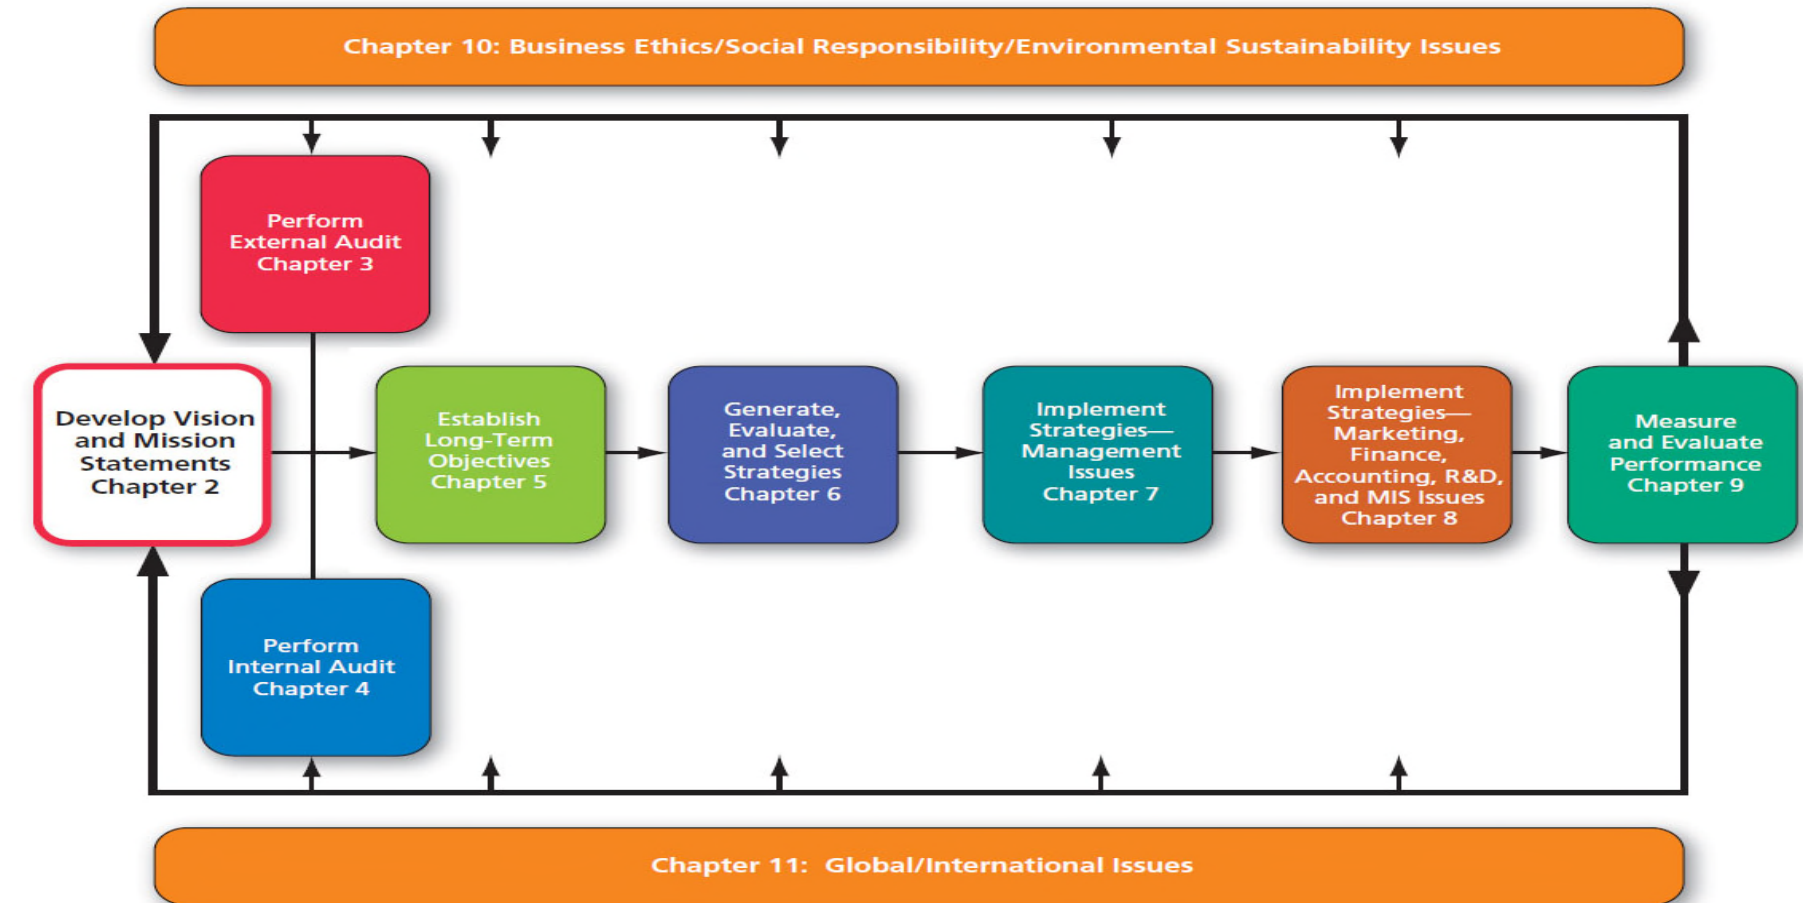 Chapter 10: Business Ethics/Social Responsibility/Environmental Sustainability Issues
Perform
External Audit
Chapter 3
Develop Vision
and Mission
Statements
Chapter 2
Establish
Long-Term
Objectives
Chapter 5
Generate,
Evaluate,
and Select
Strategies
Chapter 6
Implement
Strategies—
Management
Issues
Chapter 7
Implement
Strategies—
Marketing,
Finance,
Accounting, R&D,
and MIS Issues
Chapter 8
Measure
and Evaluate
Performance
Chapter 9
Perform
Internal Audit
Chapter 4
Chapter 11: Global/International Issues